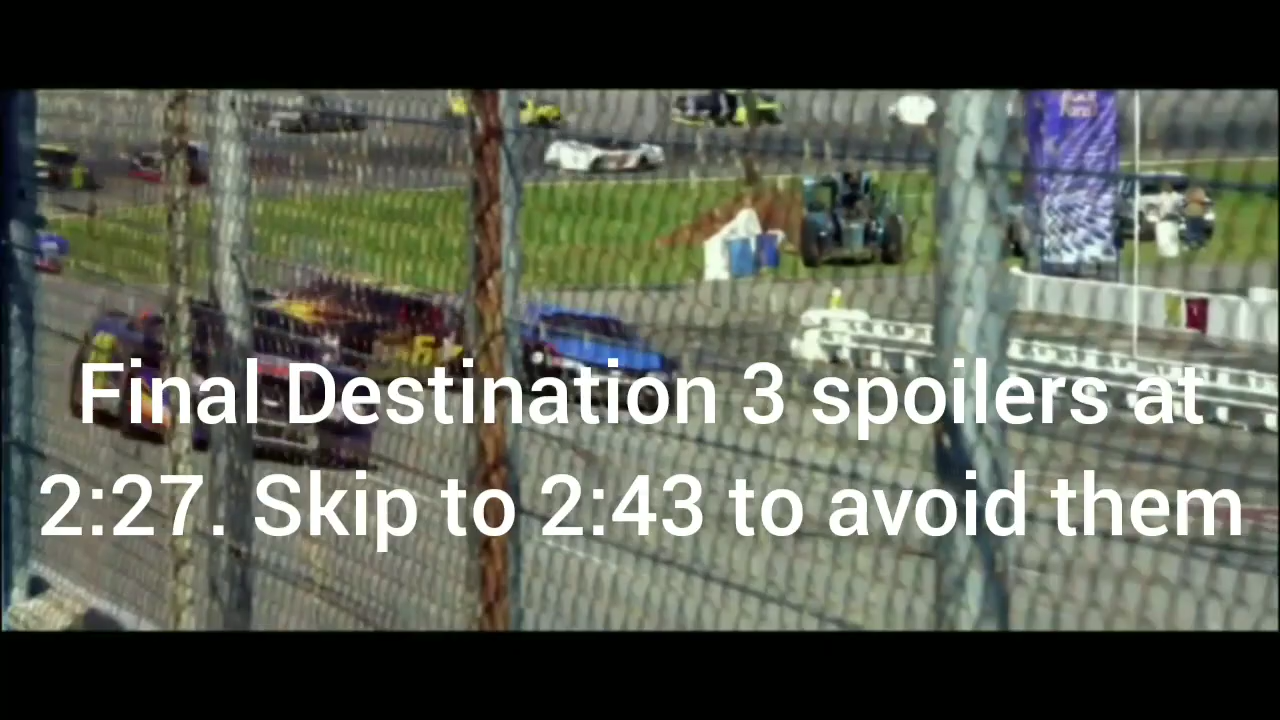 Final Destination 3 spoilers at
2:27. Skip to 2:43 to avoid them